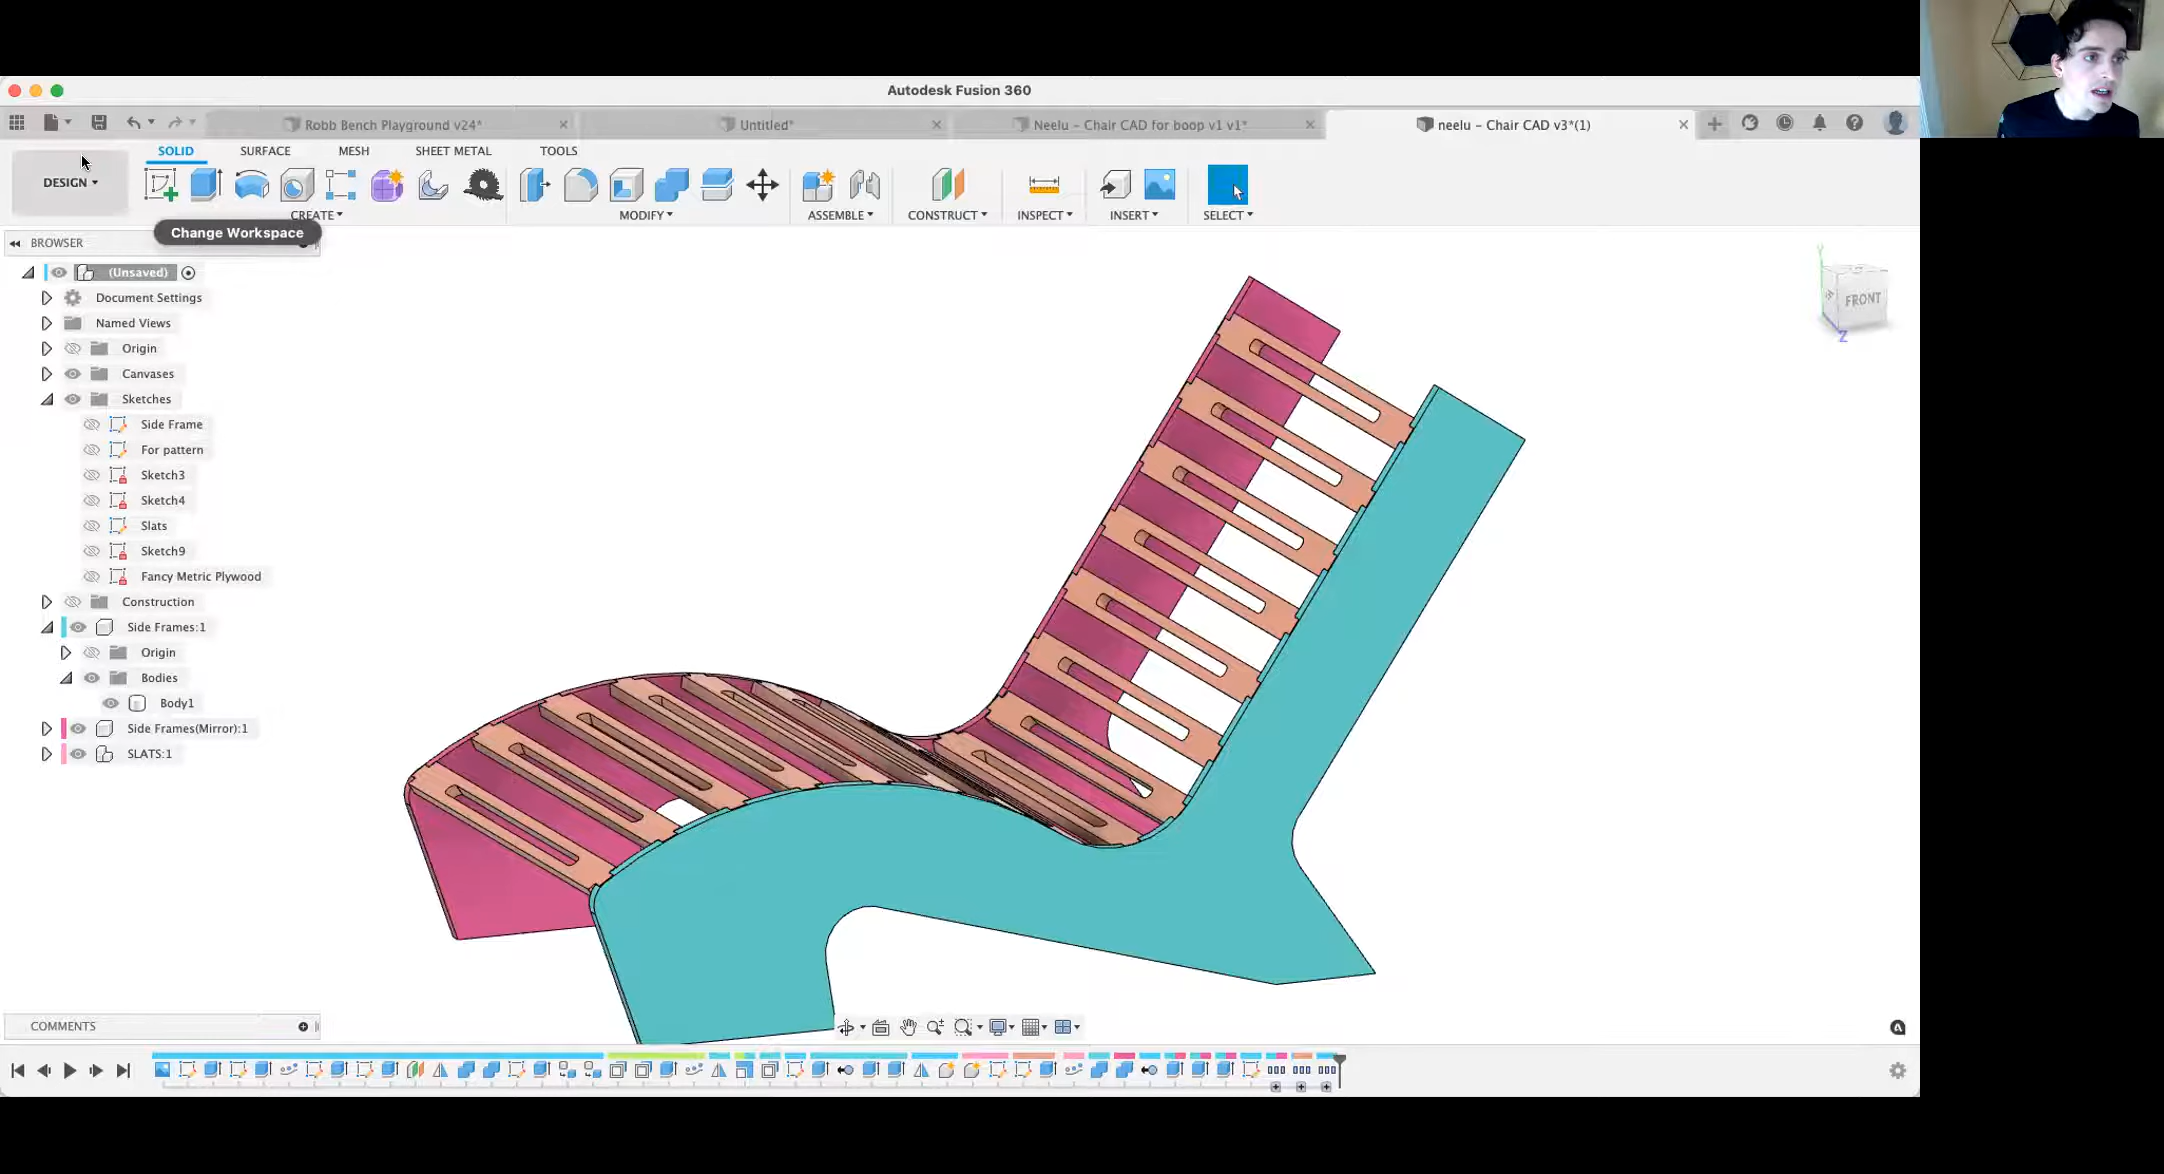 Autodesk Fusion 360
Robb Bench Playground v24*
Untitled*
Neelu - Chair CAD for boop v1 v1*
neelu - Chair CAD v3*(1)
SOLID
SURFACE
MESH
SHEET METAL
TOOLS
DESIGN
CREATE
MODIFY
ASSEMBLE
CONSTRUCT
INSPECT
INSERT
SELECT
Change Workspace
BROWSER
(Unsaved)
Document Settings
Named Views
Origin
Canvases
Sketches
Side Frame
For pattern
Sketch3
Sketch4
Slats
Sketch9
Fancy Metric Plywood
Construction
Side Frames:1
Origin
Bodies
Body1
Side Frames(Mirror):1
SLATS:1
Y
FRONT
Z
COMMENTS